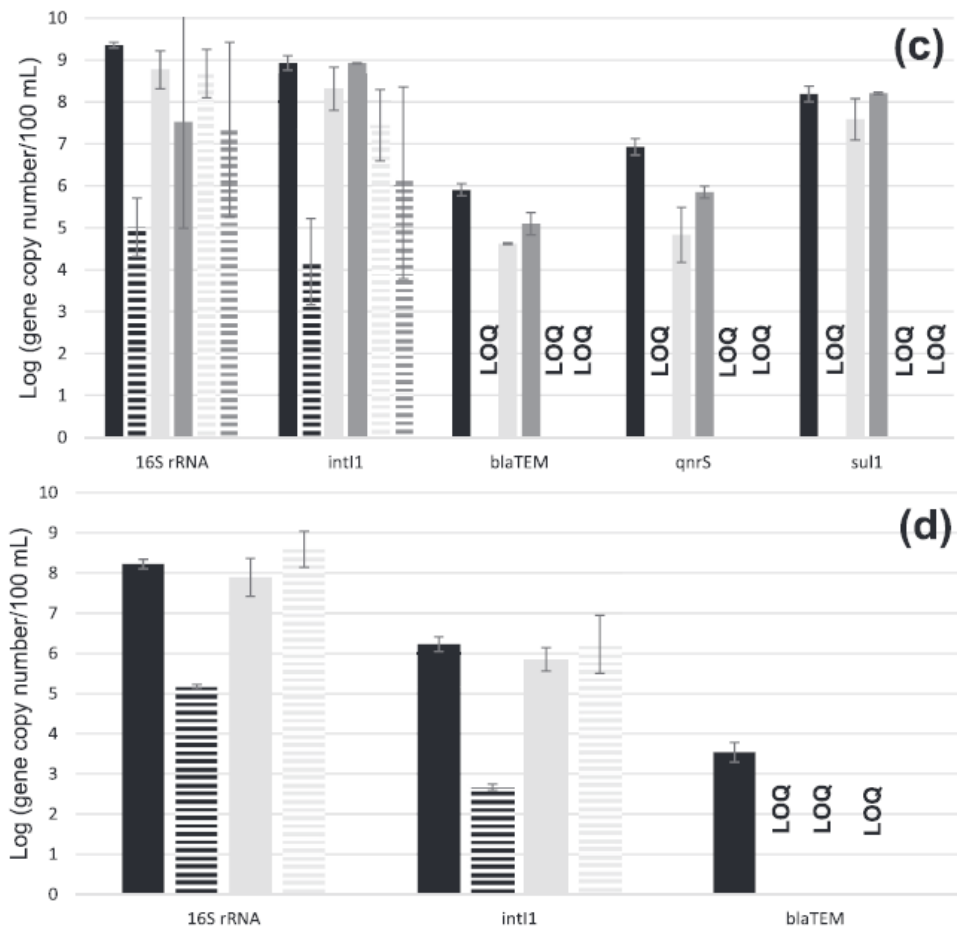 (c)
Log (gene copy number/100 mL)
10
9
8
7
6
5
4
3
2
1
0
LOQ
LOQ
LOQ
LOQ
LOQ
LOQ
LOQ
LOQ
LOQ
16S rRNA intI1 blaTEM qnrS sul1
(d)
Log (gene copy number/100 mL)
10
9
8
7
6
5
4
3
2
1
0
LOQ
LOQ
LOQ
16S rRNA intI1 blaTEM